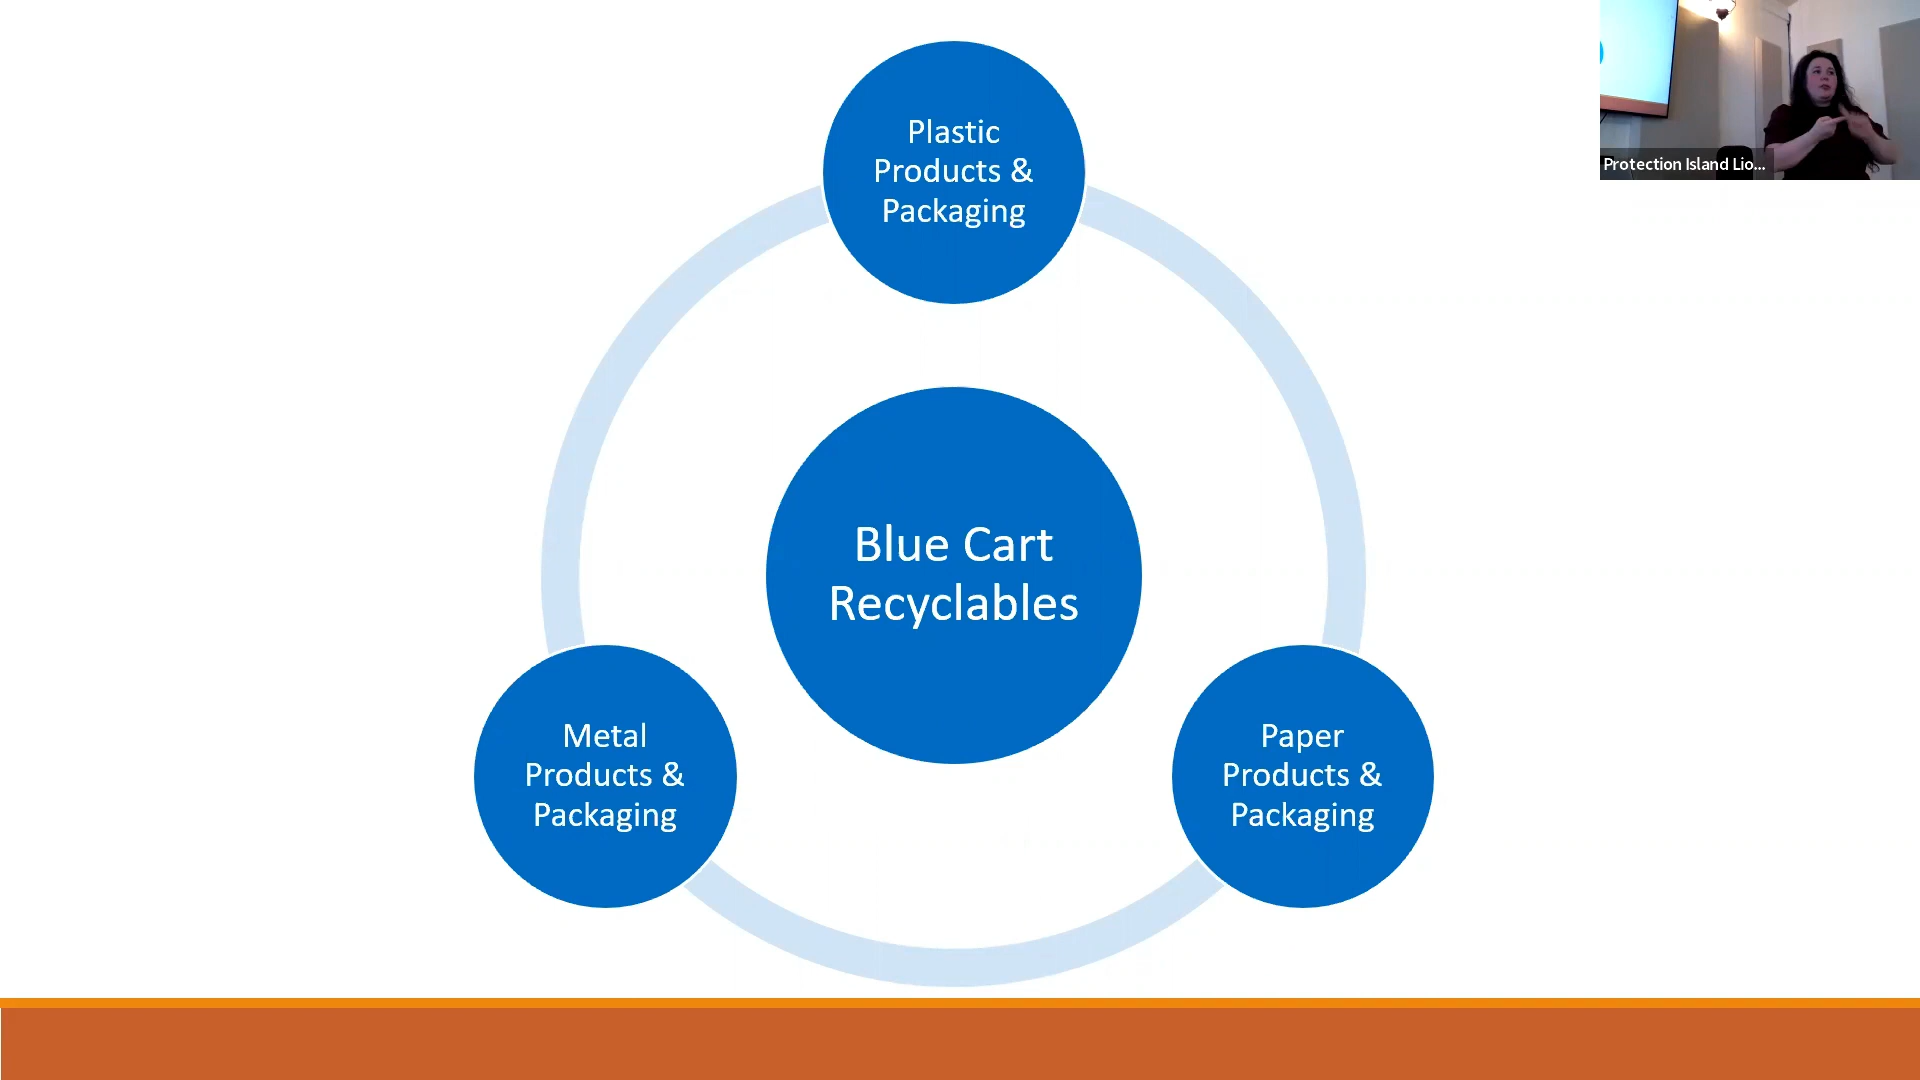 Plastic
Products &
Packaging
Protection Island Lio...
Blue Cart
Recyclables
Metal
Products &
Packaging
Paper
Products &
Packaging